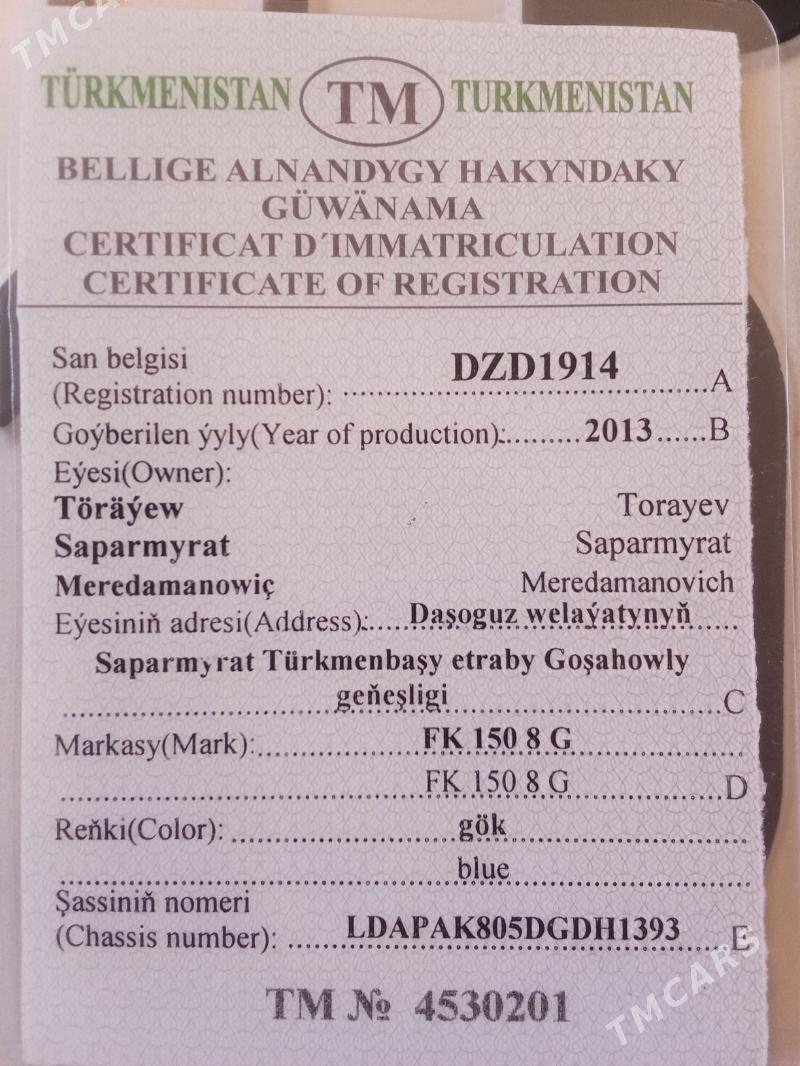 TMCARS
TÜRKMENISTAN TM TURKMENISTAN
BELLIGE ALNANDYGY HAKYNDAKY
GÜWÄNAMA
CERTIFICAT D´IMMATRICULATION
CERTIFICATE OF REGISTRATION
San belgisi
(Registration number): DZD1914 A
Goýberilen ýyly(Year of production): 2013 B
Eýesi(Owner):
Töräýew Torayev
Saparmyrat Saparmyrat
Meredamanowiç Meredamanovich
Eýesiniň adresi(Address): Daşoguz welaýatynyň
Saparmyrat Türkmenbaşy etraby Goşahowly
geňeşligi C
Markasy(Mark): FK 150 8 G
FK 150 8 G D
Reňki(Color): gök
blue
Şassiniň nomeri
(Chassis number): LDAPAK805DGDH1393 E
TM № 4530201
TMCARS